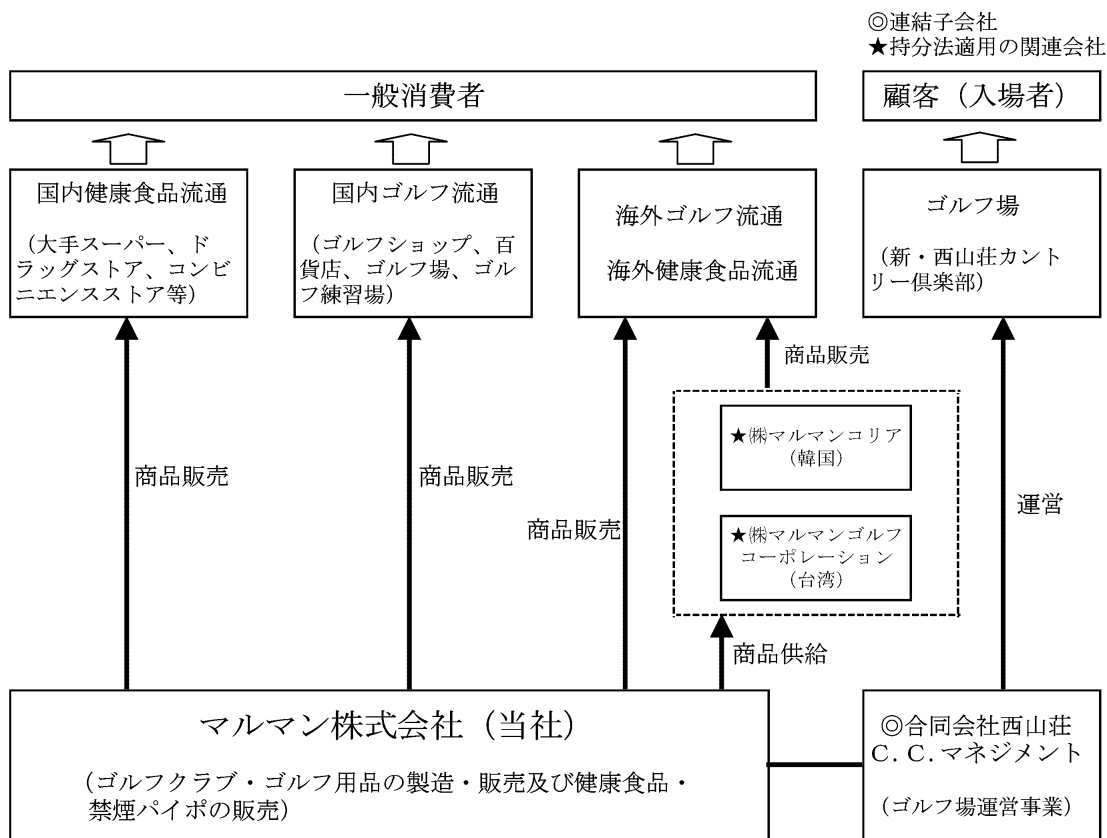 ◎連結子会社
★持分法適用の関連会社
一般消費者
顧客（入場者）
国内健康食品流通
（大手スーパー、ド
ラッグストア、コンビ
ニエンスストア等）
国内ゴルフ流通
（ゴルフショップ、百
貨店、ゴルフ場、ゴル
フ練習場）
海外ゴルフ流通
海外健康食品流通
ゴルフ場
（新・西山荘カント
リー倶楽部）
商品販売
★㈱マルマンコリア
（韓国）
商品販売
商品販売
商品販売
運営
★㈱マルマンゴルフ
コーポレーション
（台湾）
商品供給
マルマン株式会社（当社）
（ゴルフクラブ・ゴルフ用品の製造・販売及び健康食品・
禁煙パイポの販売）
◎合同会社西山荘
Ｃ．Ｃ．マネジメント
（ゴルフ場運営事業）